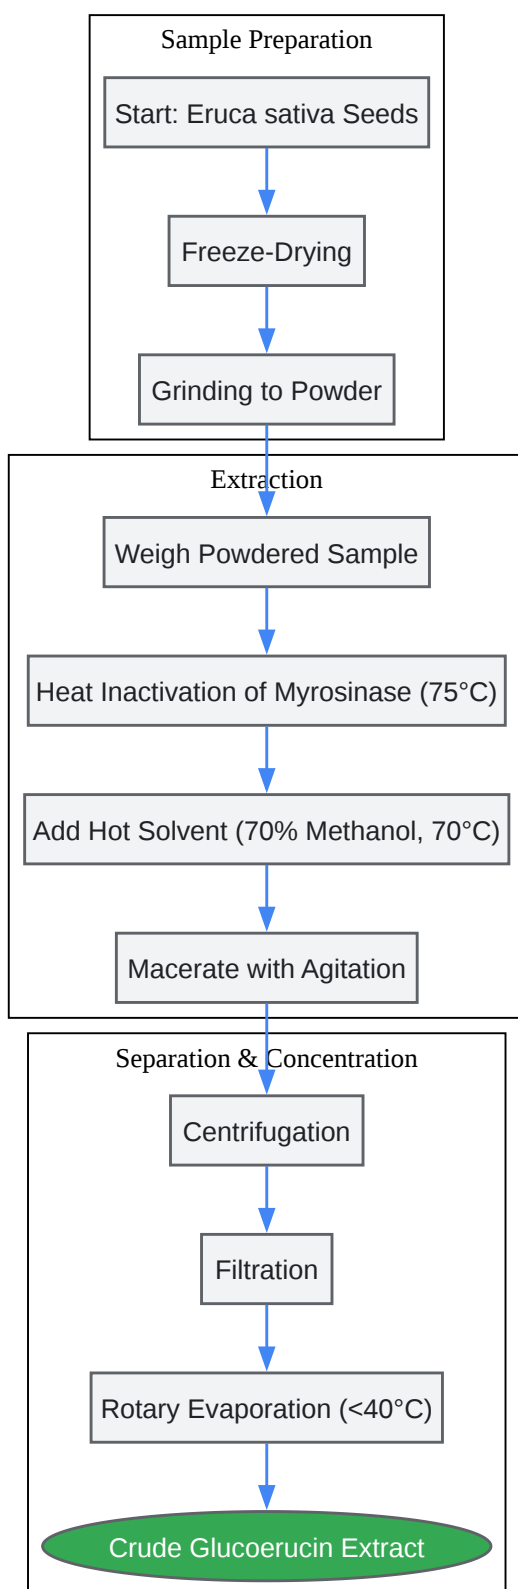 Sample Preparation
Start: Eruca sativa Seeds
Freeze-Drying
Grinding to Powder
Extraction
Weigh Powdered Sample
Heat Inactivation of Myrosinase (75°C)
Add Hot Solvent (70% Methanol, 70°C)
Macerate with Agitation
Separation & Concentration
Centrifugation
Filtration
Rotary Evaporation (<40°C)
Crude Glucoerucin Extract